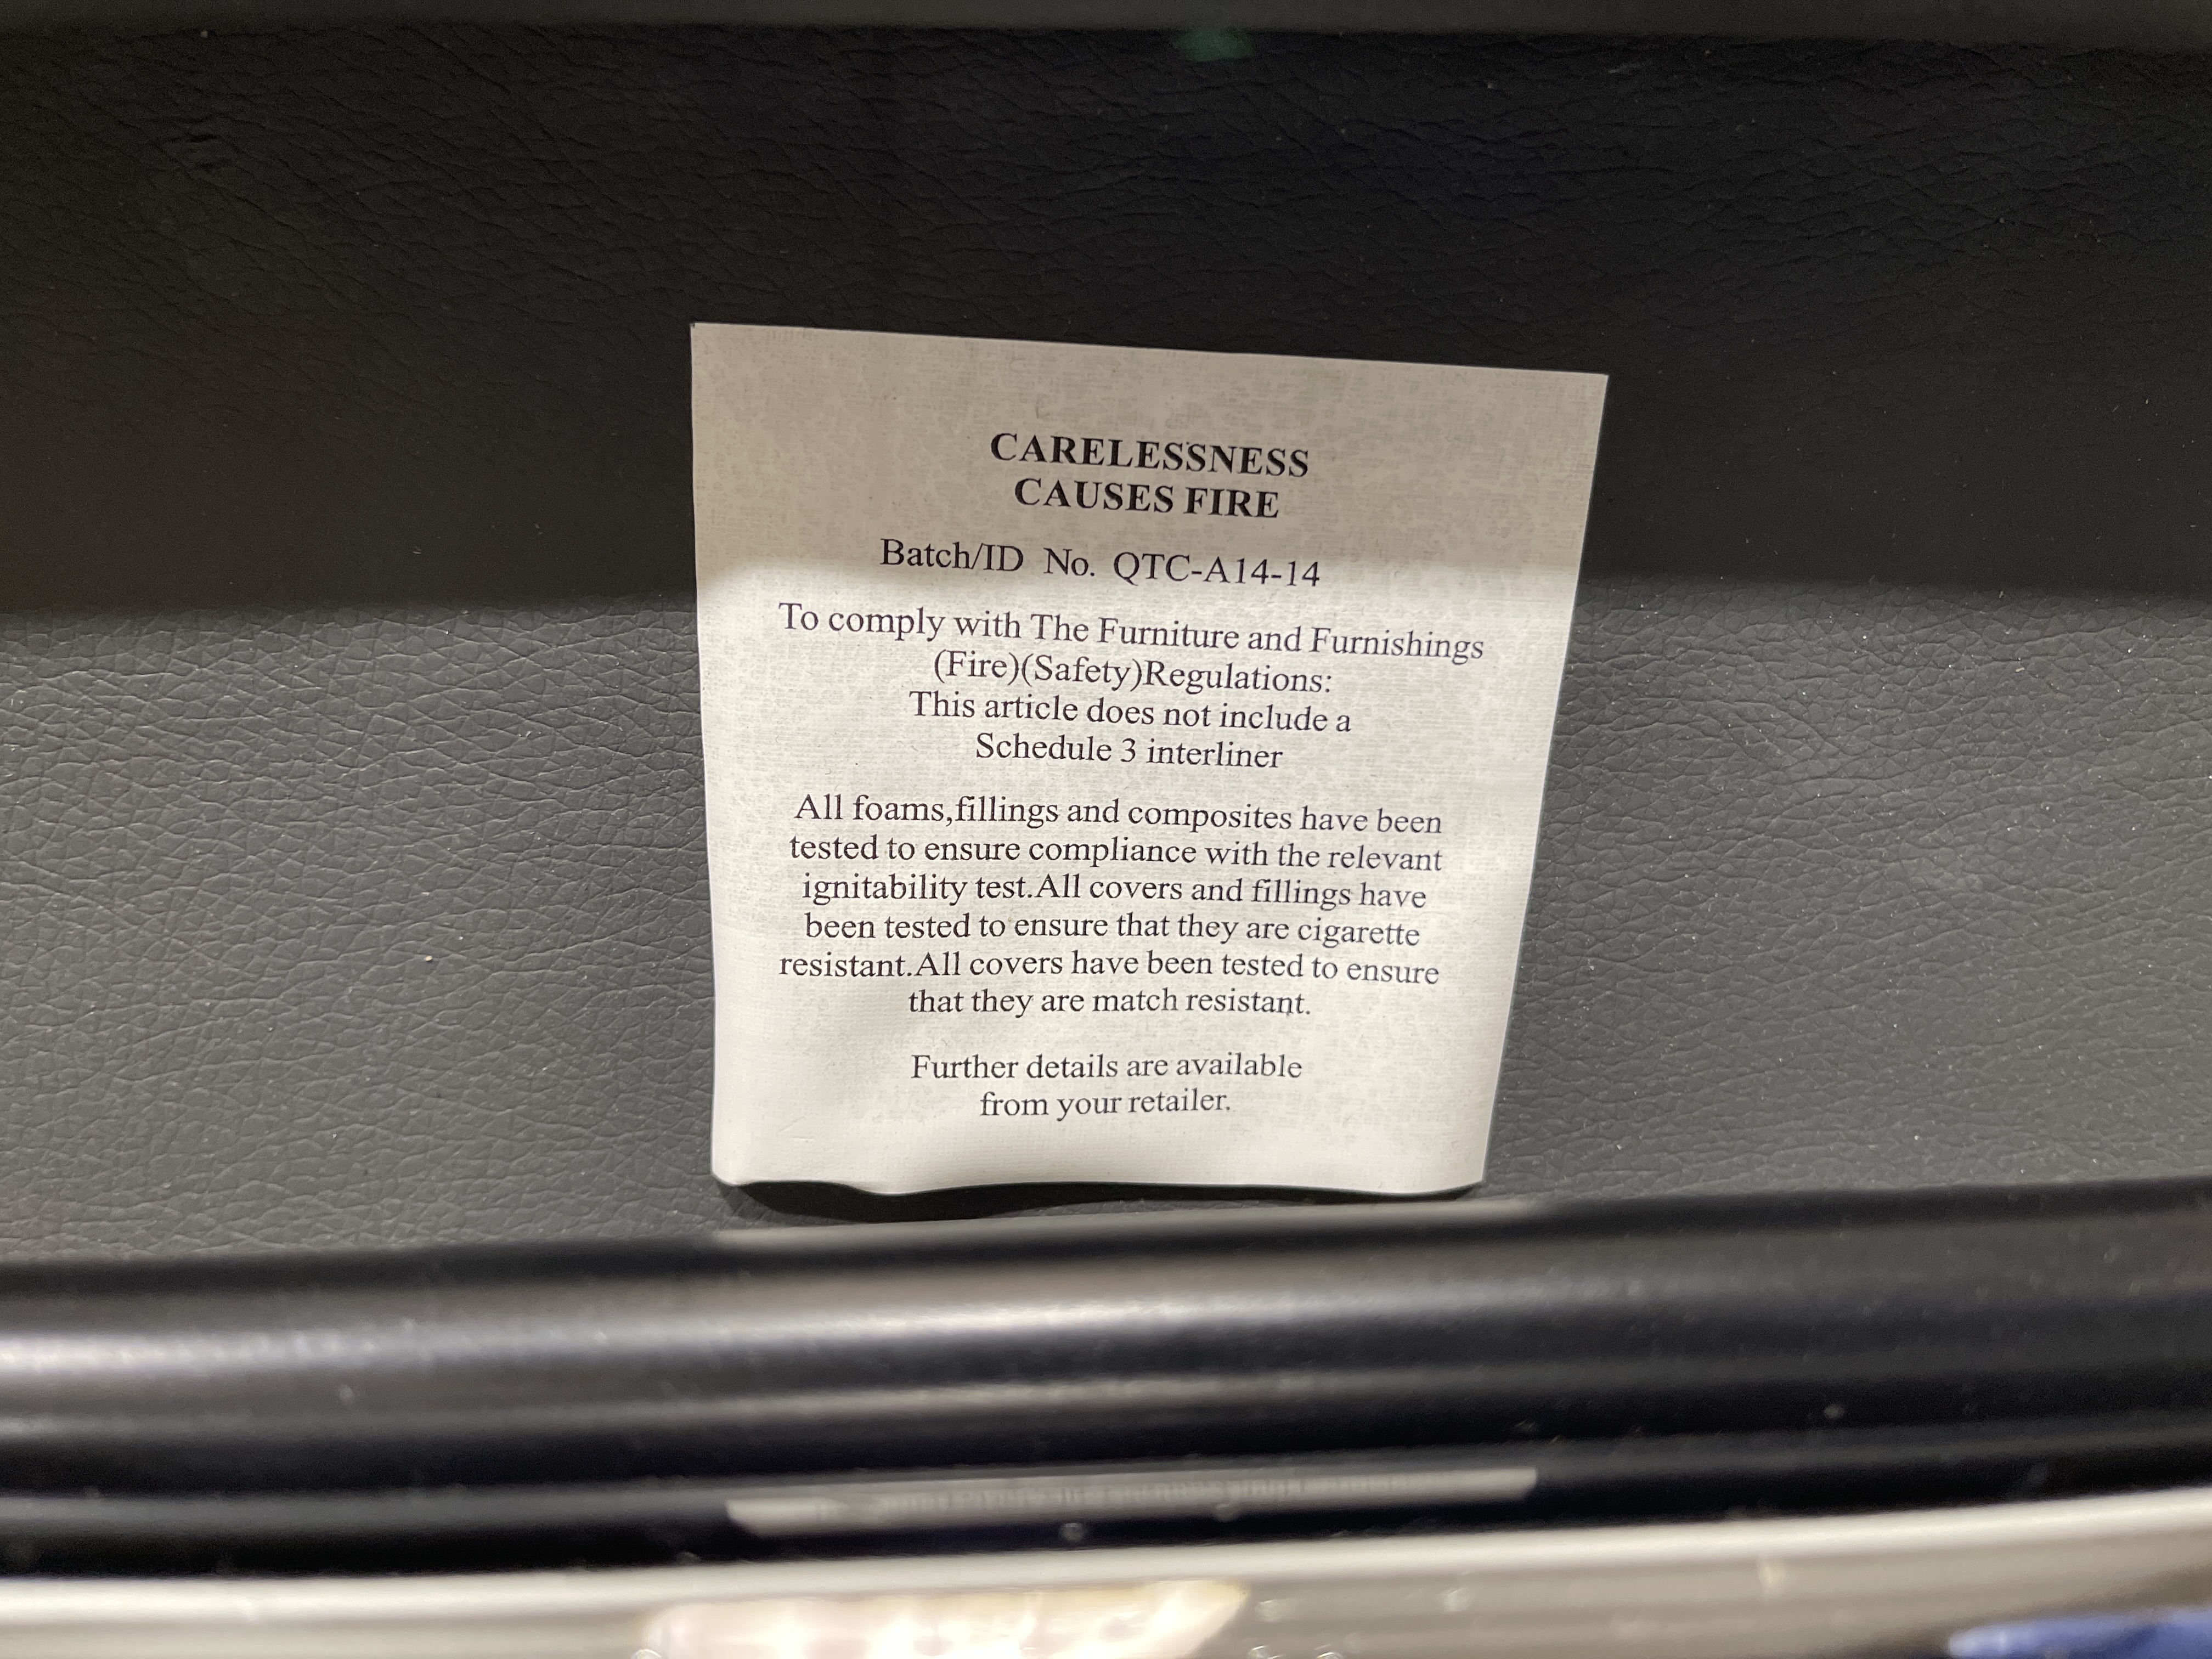 CARELESSNESS
CAUSES FIRE
Batch/ID No. QTC-A14-14
To comply with The Furniture and Furnishings
(Fire)(Safety)Regulations:
This article does not include a
Schedule 3 interliner
All foams,fillings and composites have been
tested to ensure compliance with the relevant
ignitability test.All covers and fillings have
been tested to ensure that they are cigarette
resistant.All covers have been tested to ensure
that they are match resistant.
Further details are available
from your retailer.